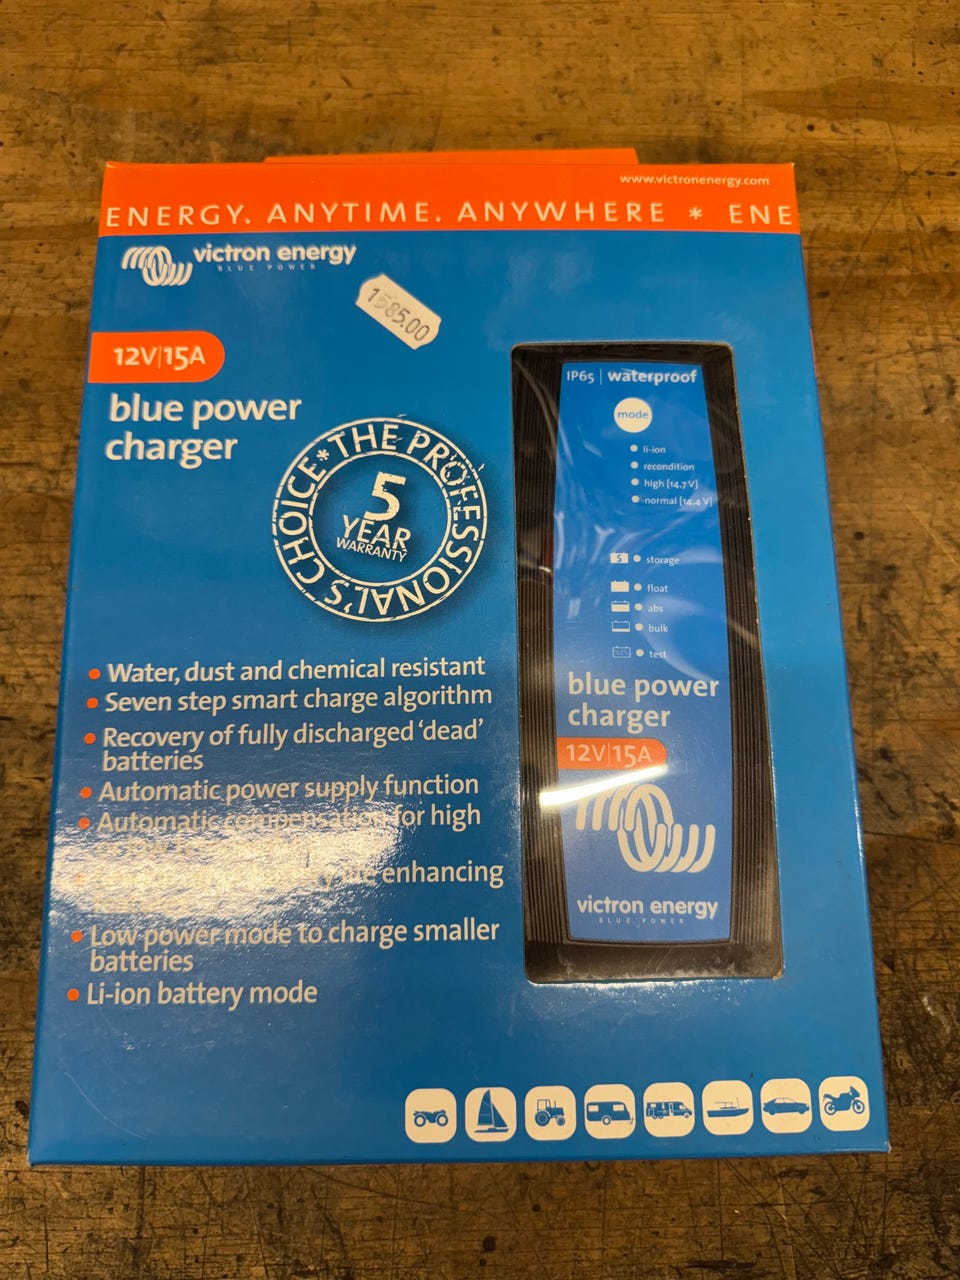 www.victronenergy.com
ENERGY. ANYTIME. ANYWHERE * ENE
victron energy
BLUE POWER
1585.00
12V|15A
blue power
charger
THE PROFESSIONAL'S CHOICE *
5
YEAR
WARRANTY
• Water, dust and chemical resistant
• Seven step smart charge algorithm
• Recovery of fully discharged 'dead'
batteries
• Automatic power supply function
• Automatic compensation for high
enhancing
• Low power mode to charge smaller
batteries
• Li-ion battery mode
IP65 | waterproof
mode
li-ion
recondition
high [14.7 V]
normal [14.4 V]
S storage
float
abs
bulk
test
blue power
charger
12V|15A
victron energy
BLUE POWER